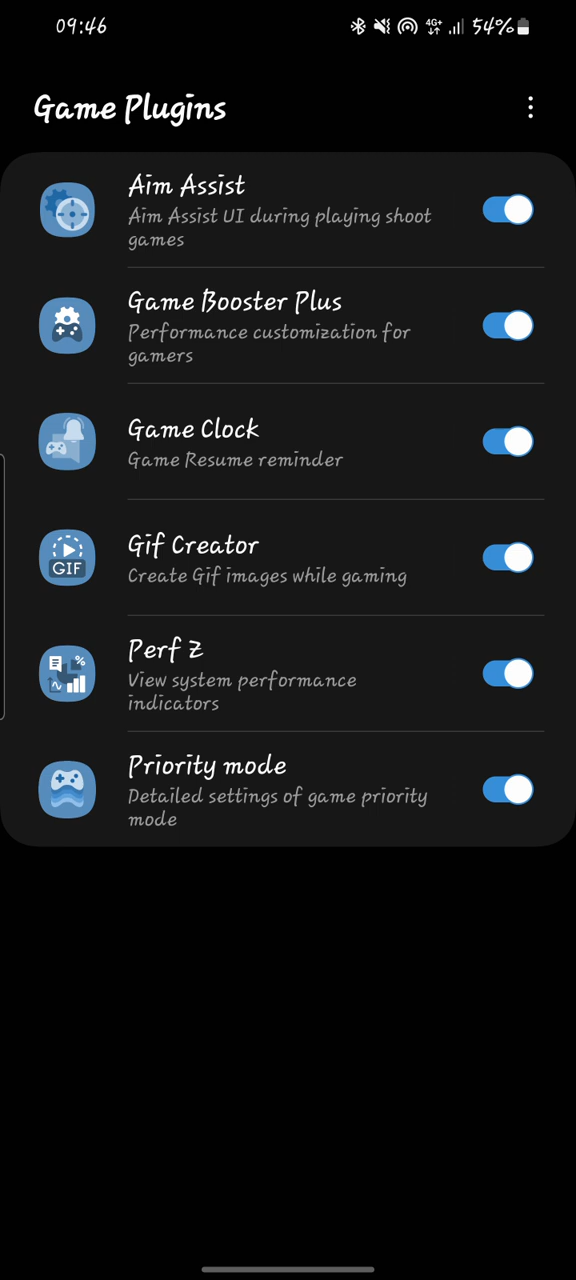 09:46
4G+
54%
Game Plugins
Aim Assist
Aim Assist UI during playing shoot
games
Game Booster Plus
Performance customization for
gamers
Game Clock
Game Resume reminder
GIF
Gif Creator
Create Gif images while gaming
%
Perf Z
View system performance
indicators
Priority mode
Detailed settings of game priority
mode